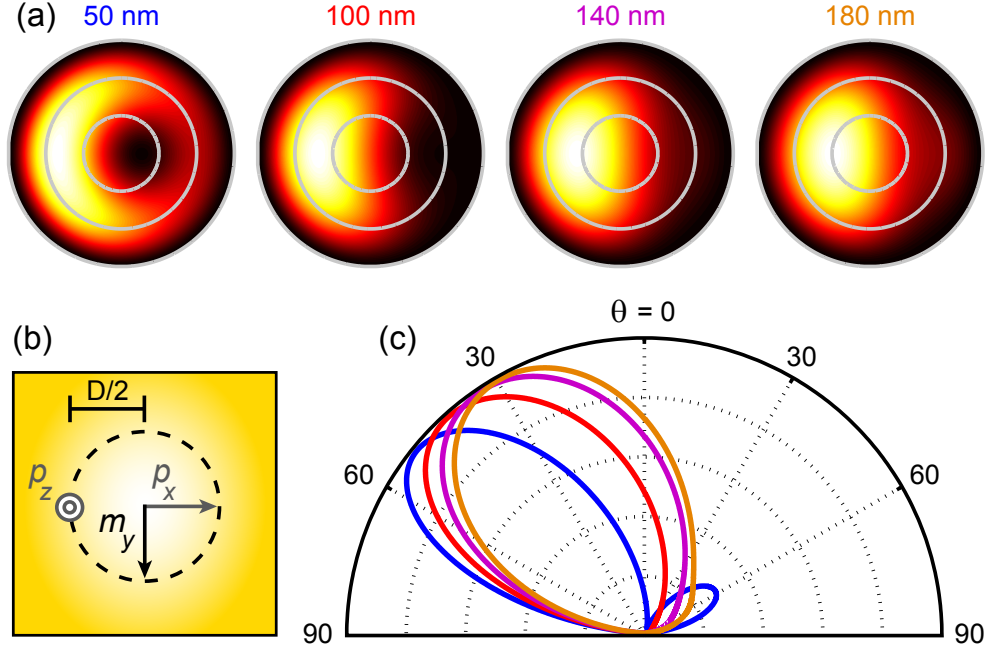 (a)
50 nm
100 nm
140 nm
180 nm
(b)
D/2
p_z
p_x
m_y
(c)
θ = 0
30
30
60
60
90
90